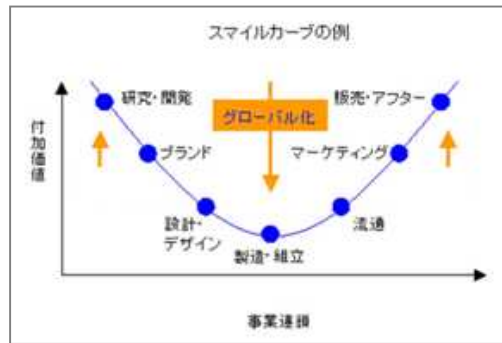 スマイルカーブの例
研究・開発
販売・アフター
グローバル化
ブランド
マーケティング
付加価値
設計・
デザイン
流通
製造・組立
事業連鎖